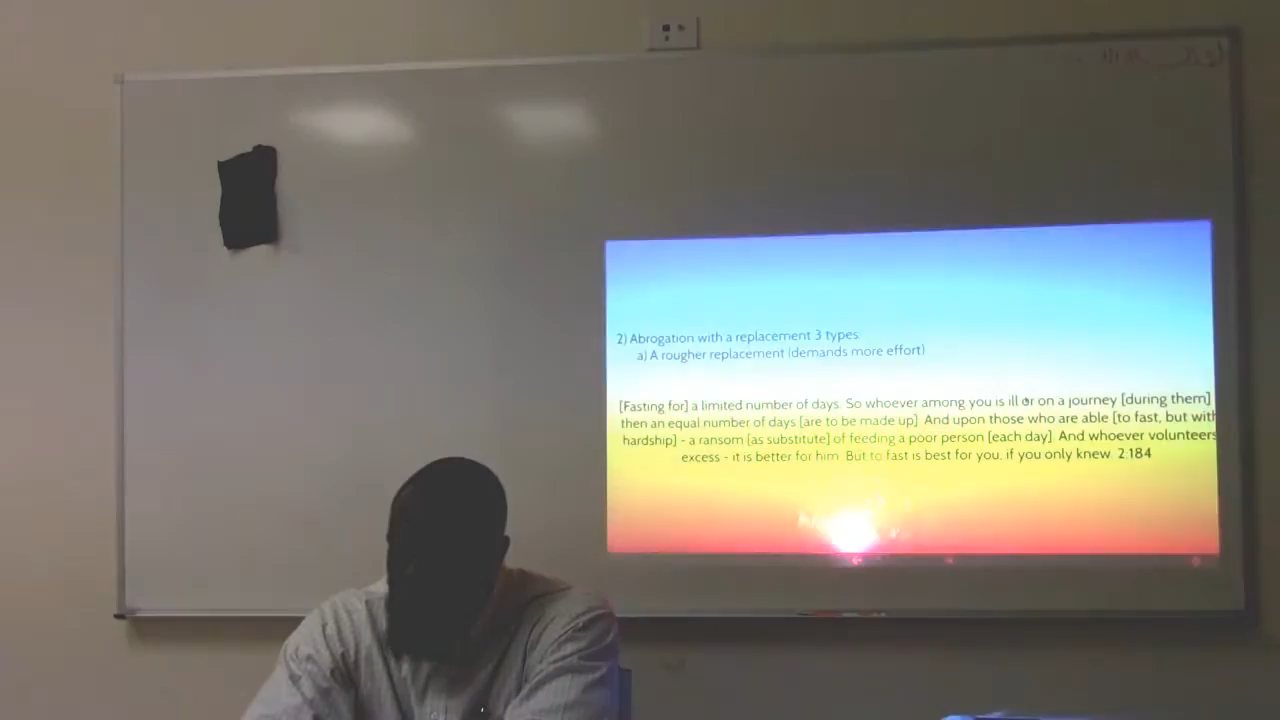 2) Abrogation with a replacement 3 types:
a) A rougher replacement (demands more effort)
[Fasting for] a limited number of days. So whoever among you is ill or on a journey [during them]
then an equal number of days [are to be made up]. And upon those who are able [to fast, but with
hardship] - a ransom [as substitute] of feeding a poor person [each day]. And whoever volunteers
excess - it is better for him. But to fast is best for you, if you only knew. 2:184